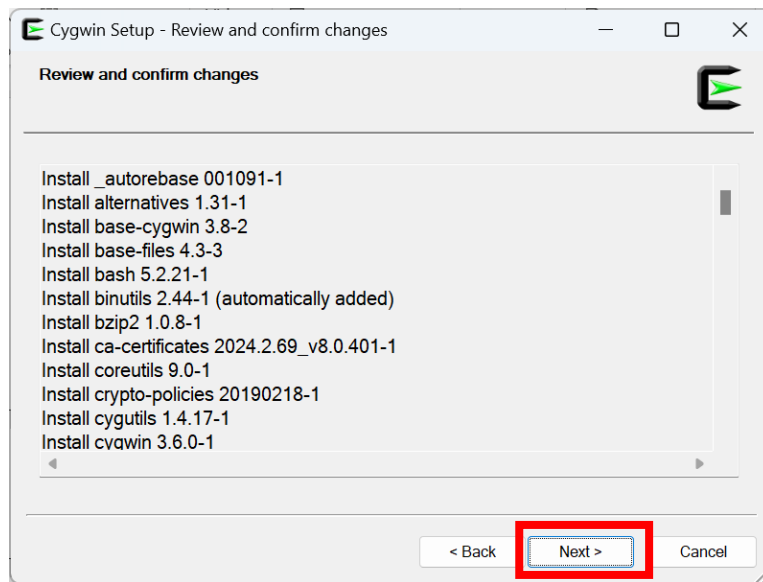 Cygwin Setup - Review and confirm changes
Review and confirm changes
Install _autorebase 001091-1
Install alternatives 1.31-1
Install base-cygwin 3.8-2
Install base-files 4.3-3
Install bash 5.2.21-1
Install binutils 2.44-1 (automatically added)
Install bzip2 1.0.8-1
Install ca-certificates 2024.2.69_v8.0.401-1
Install coreutils 9.0-1
Install crypto-policies 20190218-1
Install cygutils 1.4.17-1
Install cygwin 3.6.0-1
< Back Next > Cancel